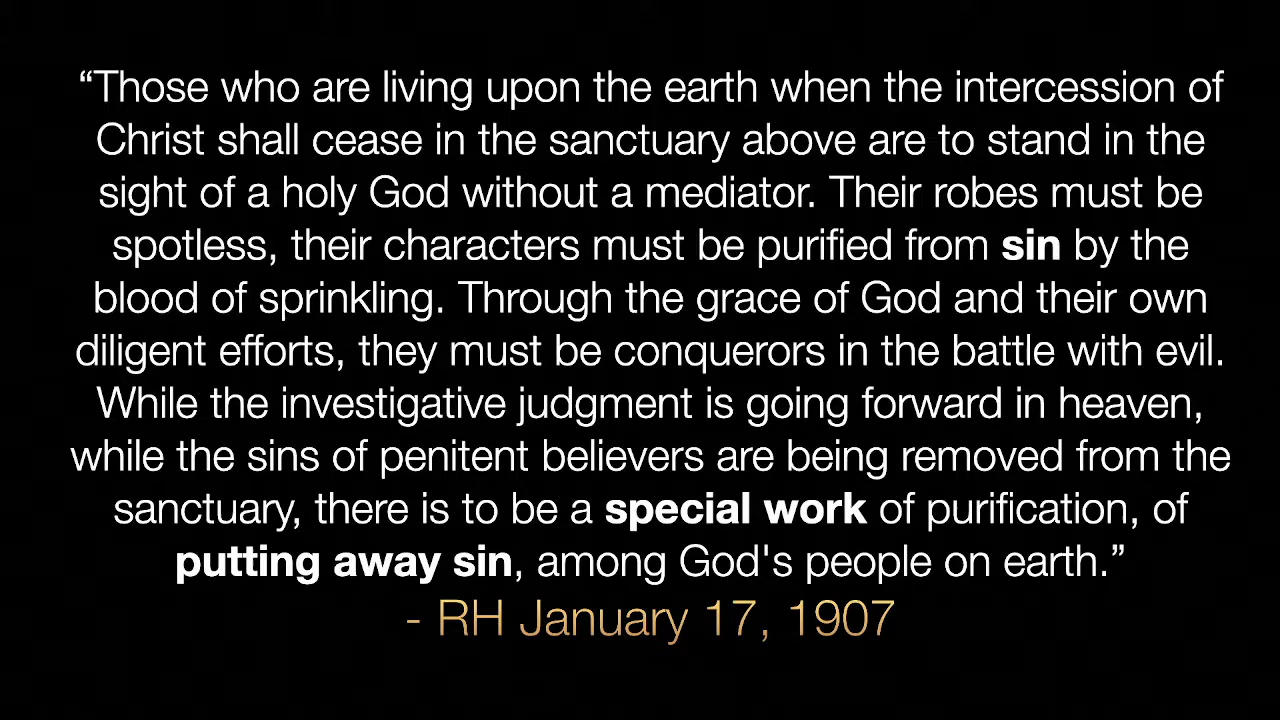 “Those who are living upon the earth when the intercession of
Christ shall cease in the sanctuary above are to stand in the
sight of a holy God without a mediator. Their robes must be
spotless, their characters must be purified from sin by the
blood of sprinkling. Through the grace of God and their own
diligent efforts, they must be conquerors in the battle with evil.
While the investigative judgment is going forward in heaven,
while the sins of penitent believers are being removed from the
sanctuary, there is to be a special work of purification, of
putting away sin, among God's people on earth.”
- RH January 17, 1907